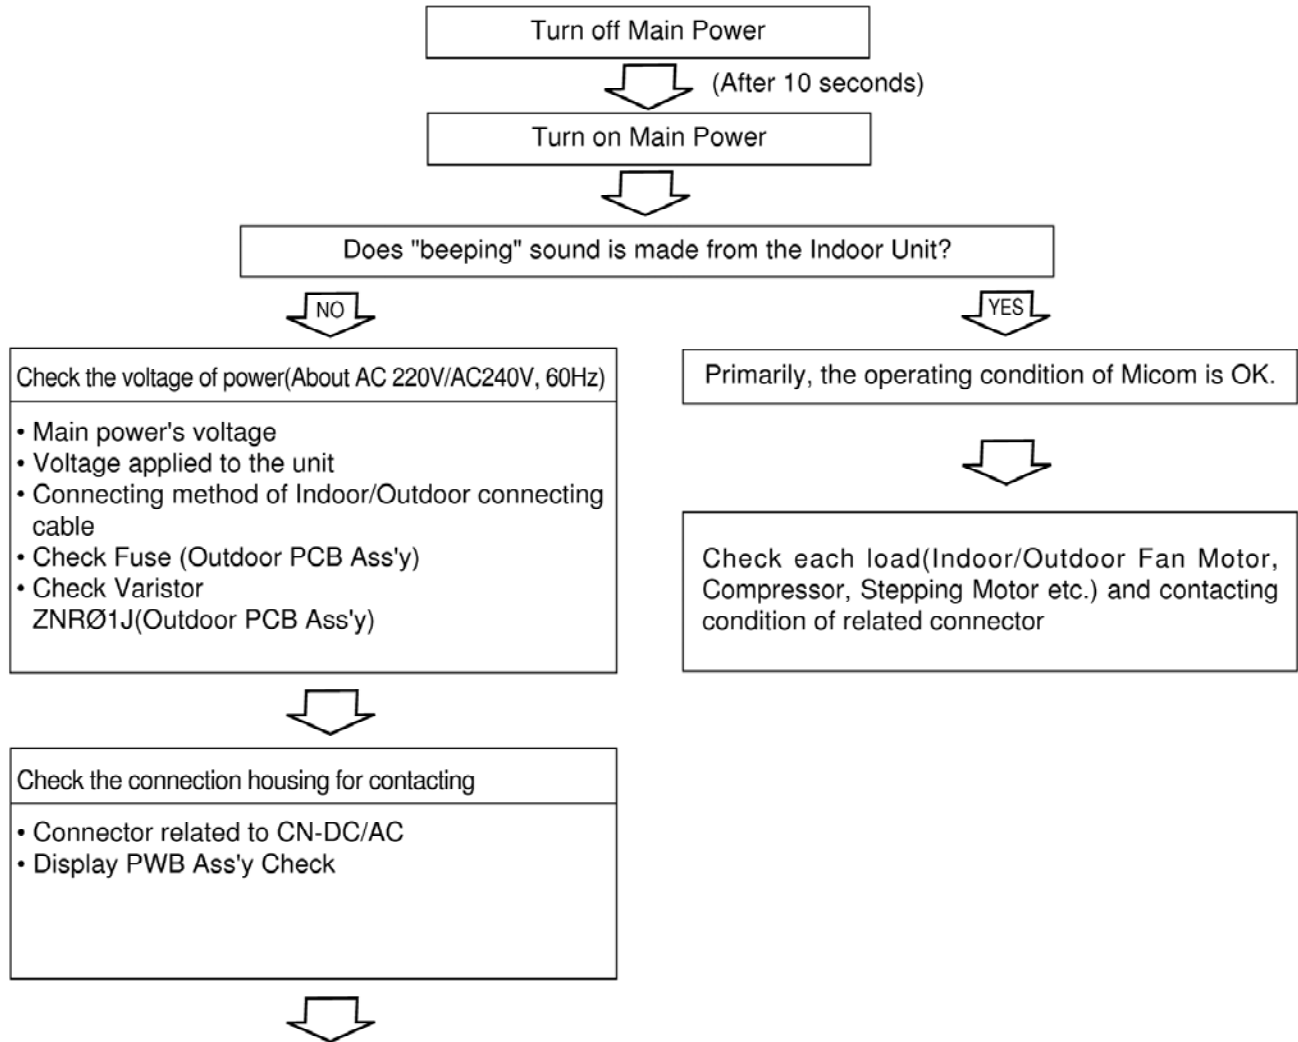 Turn off Main Power
(After 10 seconds)
Turn on Main Power
Does "beeping" sound is made from the Indoor Unit?
NO
YES
Check the voltage of power(About AC 220V/AC240V, 60Hz)
• Main power's voltage
• Voltage applied to the unit
• Connecting method of Indoor/Outdoor connecting
cable
• Check Fuse (Outdoor PCB Ass'y)
• Check Varistor
ZNRØ1J(Outdoor PCB Ass'y)
Primarily, the operating condition of Micom is OK.
Check each load(Indoor/Outdoor Fan Motor,
Compressor, Stepping Motor etc.) and contacting
condition of related connector
Check the connection housing for contacting
• Connector related to CN-DC/AC
• Display PWB Ass'y Check